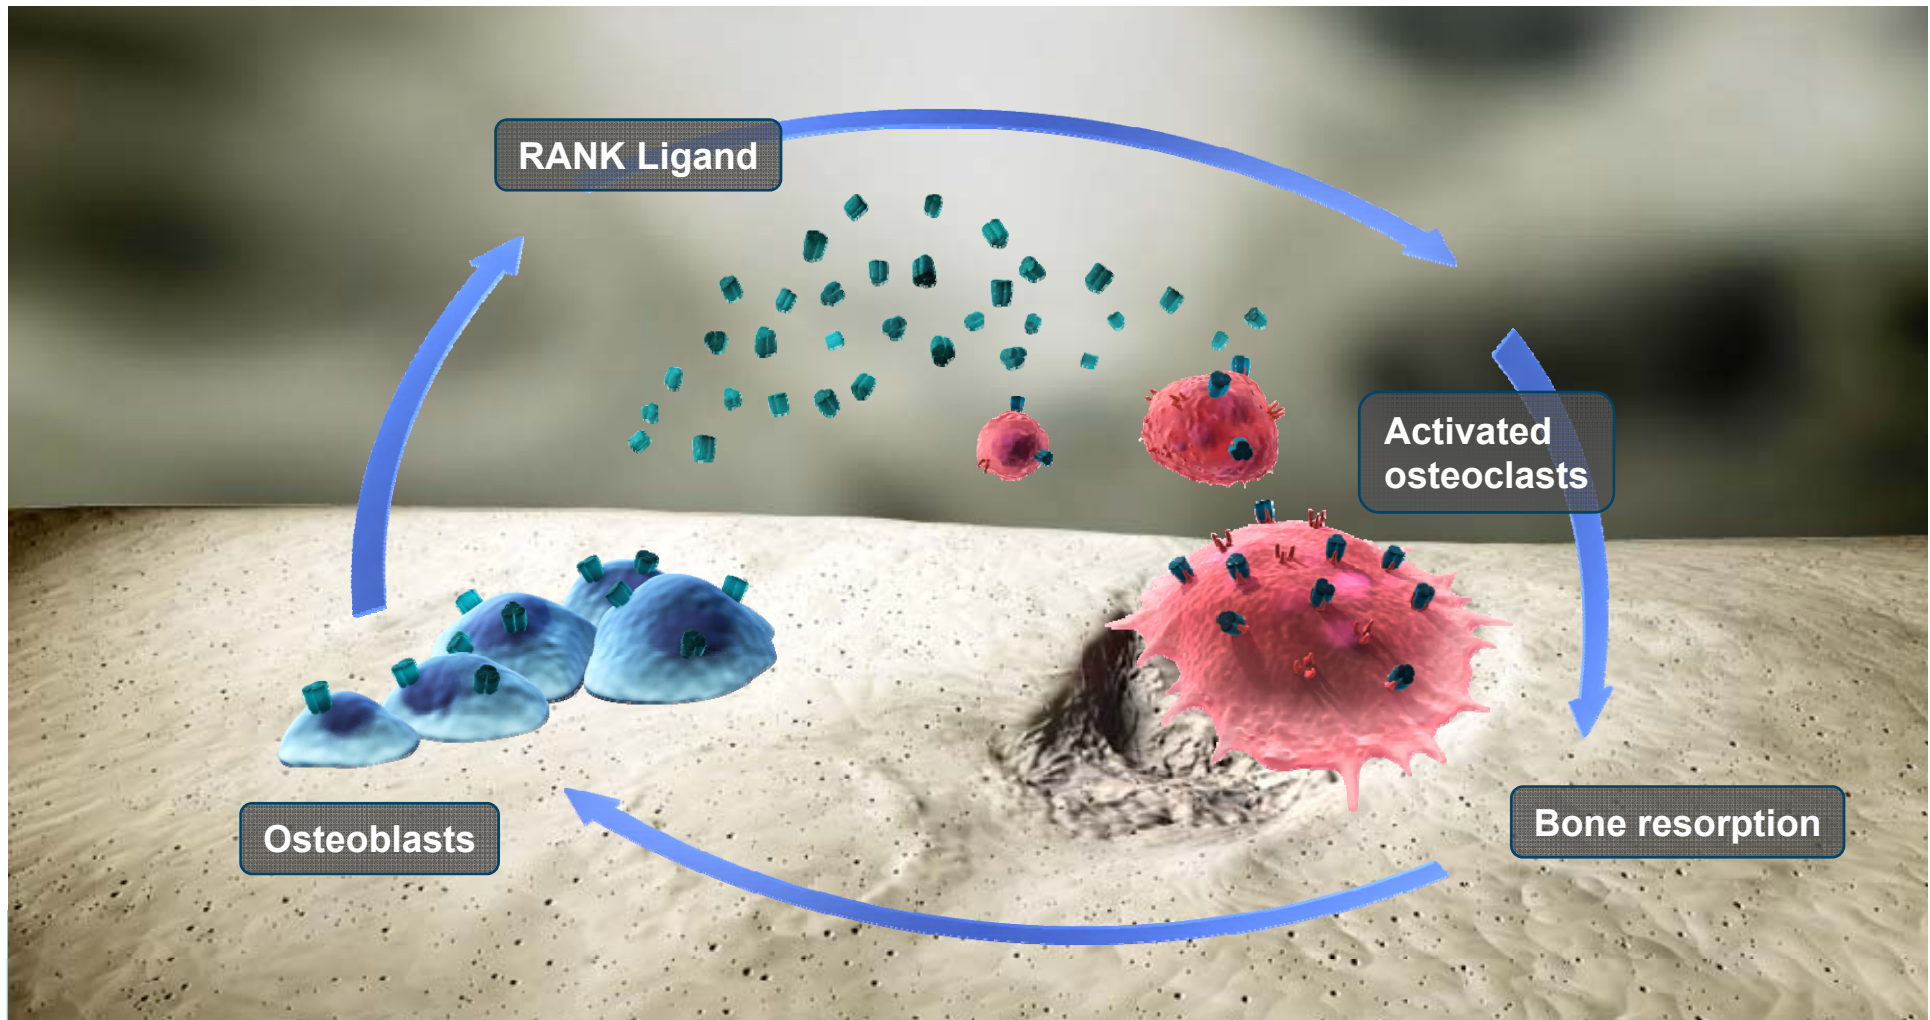 RANK Ligand
Activated
osteoclasts
Bone resorption
Osteoblasts